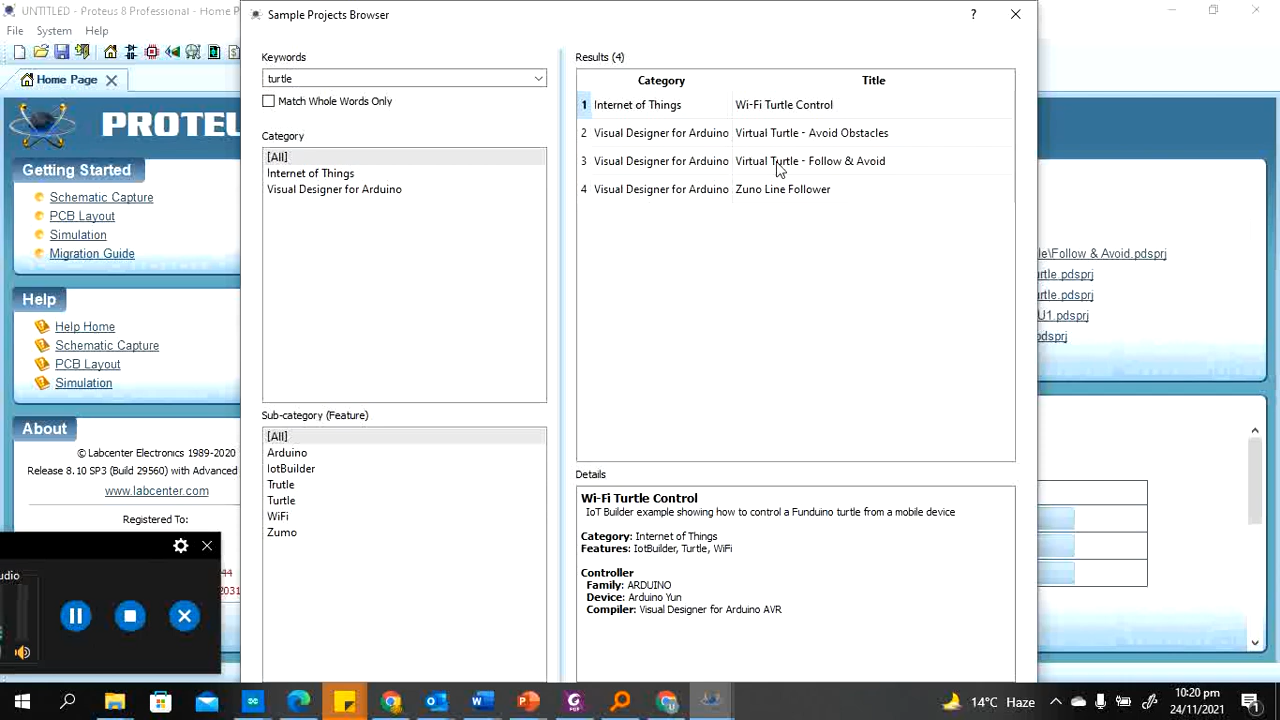 UNTITLED - Proteus 8 Professional - Home P
File System Help
Home Page
PROTEU
Getting Started
Schematic Capture
PCB Layout
Simulation
Migration Guide
Help
Help Home
Schematic Capture
PCB Layout
Simulation
About
© Labcenter Electronics 1989-2020
Release 8.10 SP3 (Build 29560) with Advanced
www.labcenter.com
Registered To:
Sample Projects Browser
?
Keywords
turtle
Match Whole Words Only
Category
[All]
Internet of Things
Visual Designer for Arduino
Sub-category (Feature)
[All]
Arduino
IotBuilder
Trutle
Turtle
WiFi
Zumo
Results (4)
Category Title
1 Internet of Things Wi-Fi Turtle Control
2 Visual Designer for Arduino Virtual Turtle - Avoid Obstacles
3 Visual Designer for Arduino Virtual Turtle - Follow & Avoid
4 Visual Designer for Arduino Zuno Line Follower
Details
Wi-Fi Turtle Control
IoT Builder example showing how to control a Funduino turtle from a mobile device
Category: Internet of Things
Features: IotBuilder, Turtle, WiFi
Controller
Family: ARDUINO
Device: Arduino Yun
Compiler: Visual Designer for Arduino AVR
le\Follow & Avoid.pdsprj
urtle.pdsprj
urtle.pdsprj
U1.pdsprj
pdsprj
udio
44
2031
14°C Haze
10:20 pm
24/11/2021